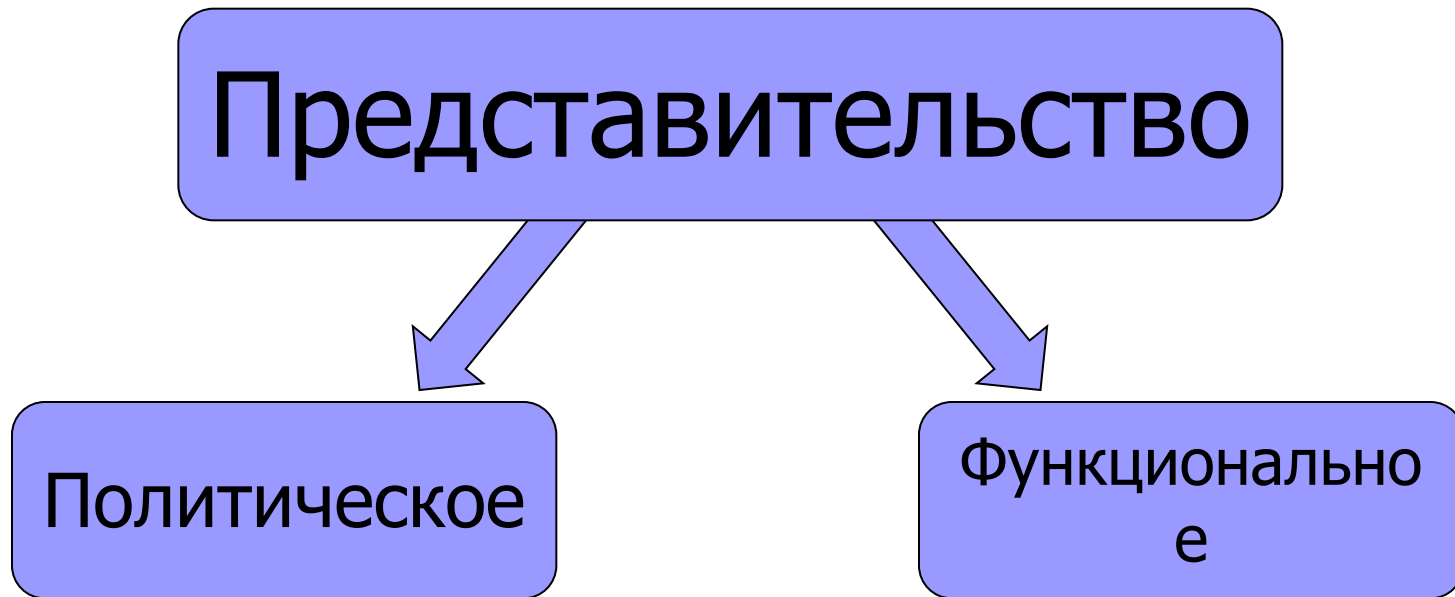 Представительство
Политическое
Функционально
е